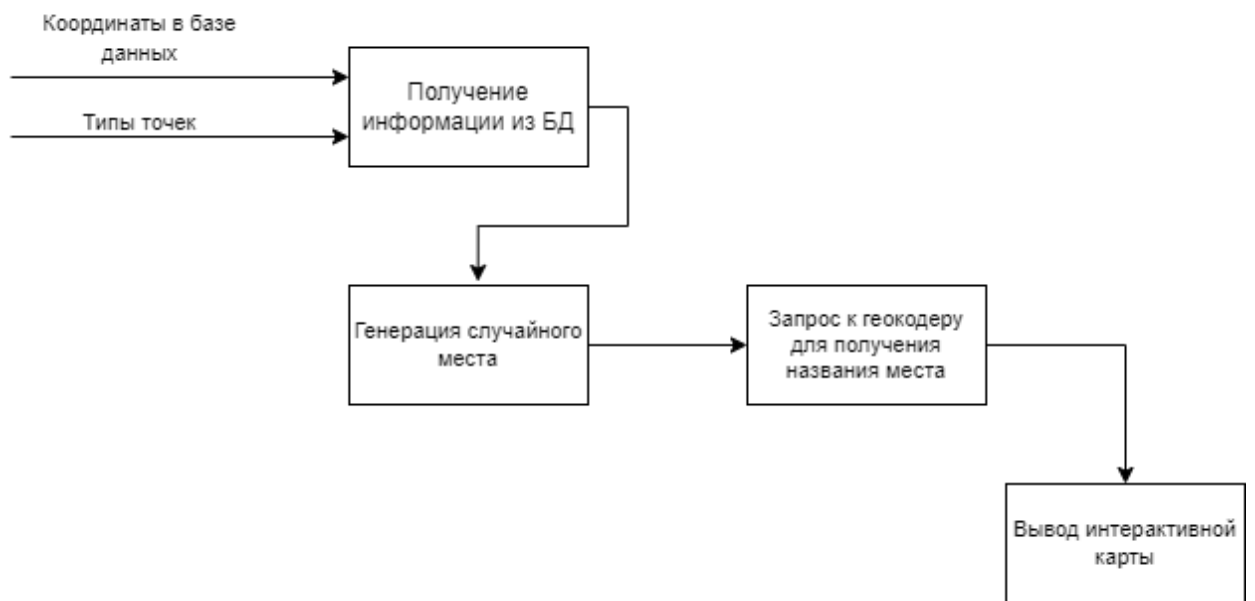 Координаты в базе
данных
Типы точек
Получение
информации из БД
Генерация случайного
места
Запрос к геокодеру
для получения
названия места
Вывод интерактивной
карты